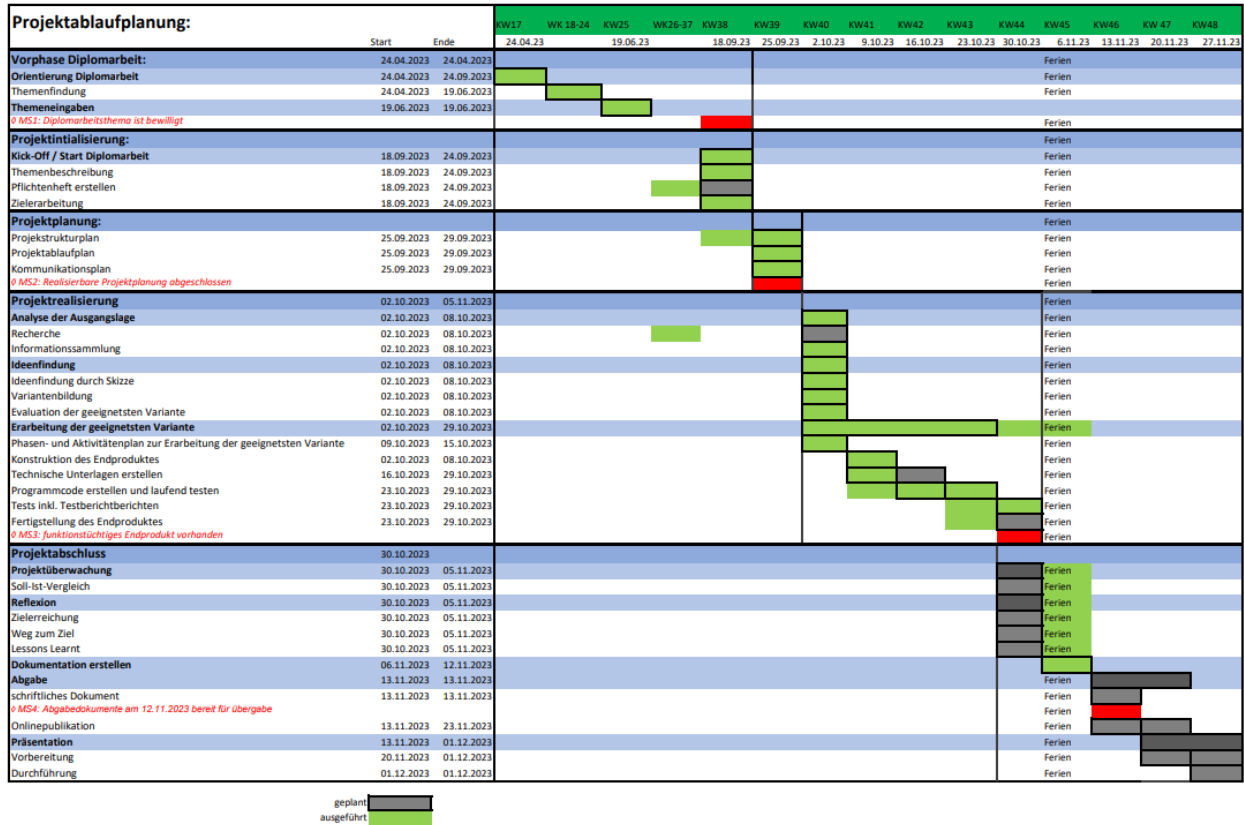 Projektablaufplanung:
KW17 WK 18-24 KW25 WK26-37 KW38 KW39 KW40 KW41 KW42 KW43 KW44 KW45 KW46 KW 47 KW48
Start Ende 24.04.23 19.06.23 18.09.23 25.09.23 2.10.23 9.10.23 16.10.23 23.10.23 30.10.23 6.11.23 13.11.23 20.11.23 27.11.23
Vorphase Diplomarbeit: 24.04.2023 24.04.2023 Ferien
Orientierung Diplomarbeit 24.04.2023 24.09.2023 Ferien
Themenfindung 24.04.2023 19.06.2023 Ferien
Themeneingaben 19.06.2023 19.06.2023 Ferien
◊ MS1: Diplomarbeitsthema ist bewilligt Ferien
Projektintialisierung: Ferien
Kick-Off / Start Diplomarbeit 18.09.2023 24.09.2023 Ferien
Themenbeschreibung 18.09.2023 24.09.2023 Ferien
Pflichtenheft erstellen 18.09.2023 24.09.2023 Ferien
Zielerarbeitung 18.09.2023 24.09.2023 Ferien
Projektplanung: Ferien
Projekstrukturplan 25.09.2023 29.09.2023 Ferien
Projektablaufplan 25.09.2023 29.09.2023 Ferien
Kommunikationsplan 25.09.2023 29.09.2023 Ferien
◊ MS2: Realisierbare Projektplanung abgeschlossen Ferien
Projektrealisierung 02.10.2023 05.11.2023 Ferien
Analyse der Ausgangslage 02.10.2023 08.10.2023 Ferien
Recherche 02.10.2023 08.10.2023 Ferien
Informationssammlung 02.10.2023 08.10.2023 Ferien
Ideenfindung 02.10.2023 08.10.2023 Ferien
Ideenfindung durch Skizze 02.10.2023 08.10.2023 Ferien
Variantenbildung 02.10.2023 08.10.2023 Ferien
Evaluation der geeignetsten Variante 02.10.2023 08.10.2023 Ferien
Erarbeitung der geeignetsten Variante 02.10.2023 29.10.2023 Ferien
Phasen- und Aktivitätenplan zur Erarbeitung der geeignetsten Variante 09.10.2023 15.10.2023 Ferien
Konstruktion des Endproduktes 02.10.2023 08.10.2023 Ferien
Technische Unterlagen erstellen 16.10.2023 29.10.2023 Ferien
Programmcode erstellen und laufend testen 23.10.2023 29.10.2023 Ferien
Tests inkl. Testberichtberichten 23.10.2023 29.10.2023 Ferien
Fertigstellung des Endproduktes 23.10.2023 29.10.2023 Ferien
◊ MS3: funktionstüchtiges Endprodukt vorhanden Ferien
Projektabschluss 30.10.2023
Projektüberwachung 30.10.2023 05.11.2023 Ferien
Soll-Ist-Vergleich 30.10.2023 05.11.2023 Ferien
Reflexion 30.10.2023 05.11.2023 Ferien
Zielerreichung 30.10.2023 05.11.2023 Ferien
Weg zum Ziel 30.10.2023 05.11.2023 Ferien
Lessons Learnt 30.10.2023 05.11.2023 Ferien
Dokumentation erstellen 06.11.2023 12.11.2023
Abgabe 13.11.2023 13.11.2023 Ferien
schriftliches Dokument 13.11.2023 13.11.2023 Ferien
◊ MS4: Abgabedokumente am 12.11.2023 bereit für übergabe Ferien
Onlinepublikation 13.11.2023 23.11.2023 Ferien
Präsentation 13.11.2023 01.12.2023 Ferien
Vorbereitung 20.11.2023 01.12.2023 Ferien
Durchführung 01.12.2023 01.12.2023 Ferien
geplant
ausgeführt